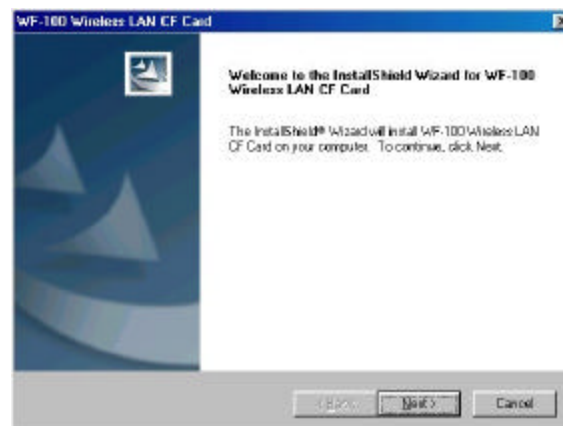 WF-100 Wireless LAN CF Card
Welcome to the InstallShield Wizard for WF-100
Wireless LAN CF Card
The InstallShield® Wizard will install WF-100 Wireless LAN
CF Card on your computer. To continue, click Next.
< Back
Next >
Cancel